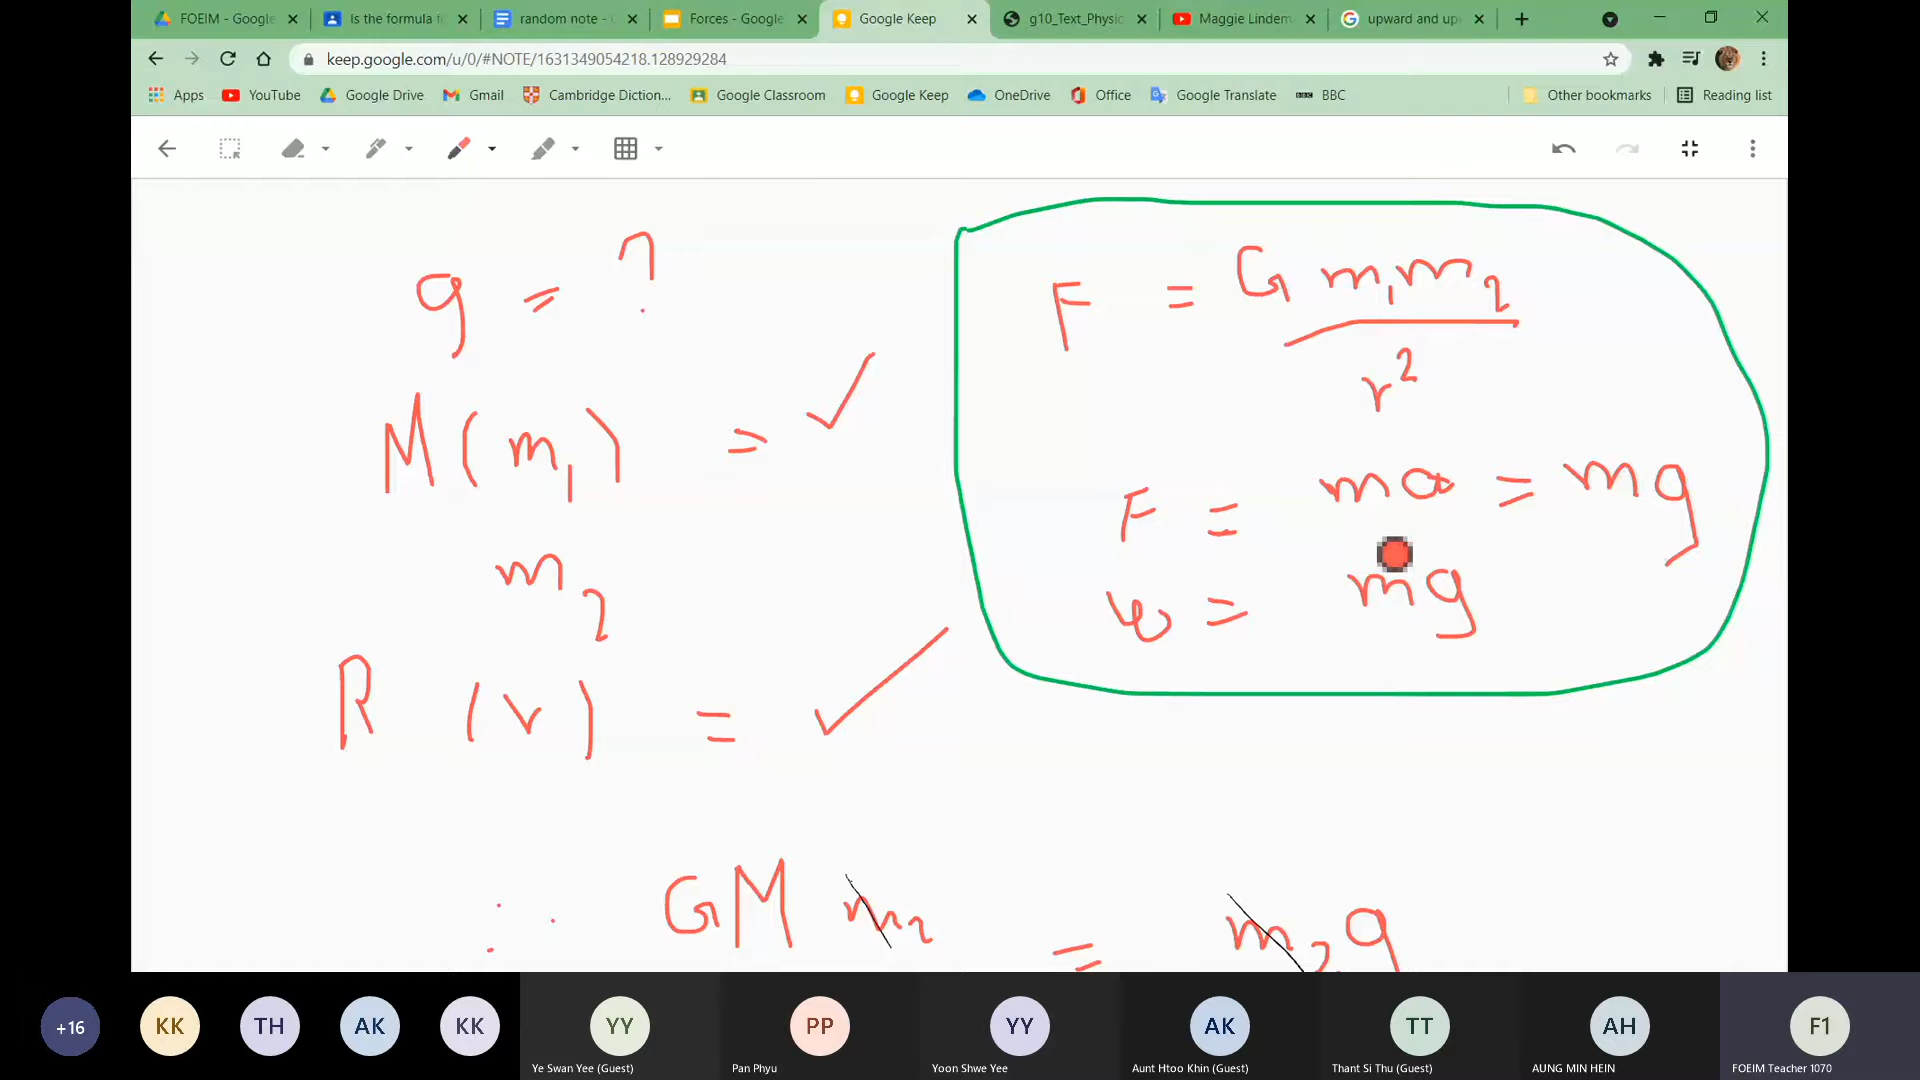 FOEIM - Google
Is the formula f
random note -
Forces - Google
Google Keep
g10_Text_Physic
Maggie Lindem
upward and up
keep.google.com/u/0/#NOTE/1631349054218.128929284
Apps
YouTube
Google Drive
Gmail
Cambridge Diction...
Google Classroom
Google Keep
OneDrive
Office
Google Translate
BBC
Other bookmarks
Reading list
g = ?
M(m₁) = ✓
m₂
R (r) = ✓
F = G m₁m₂
r²
F = ma = mg
w = mg
∴ GM m₂ = m₂g
+16
KK
TH
AK
KK
YY
PP
YY
AK
TT
AH
F1
Ye Swan Yee (Guest)
Pan Phyu
Yoon Shwe Yee
Aunt Htoo Khin (Guest)
Thant Si Thu (Guest)
AUNG MIN HEIN
FOEIM Teacher 1070